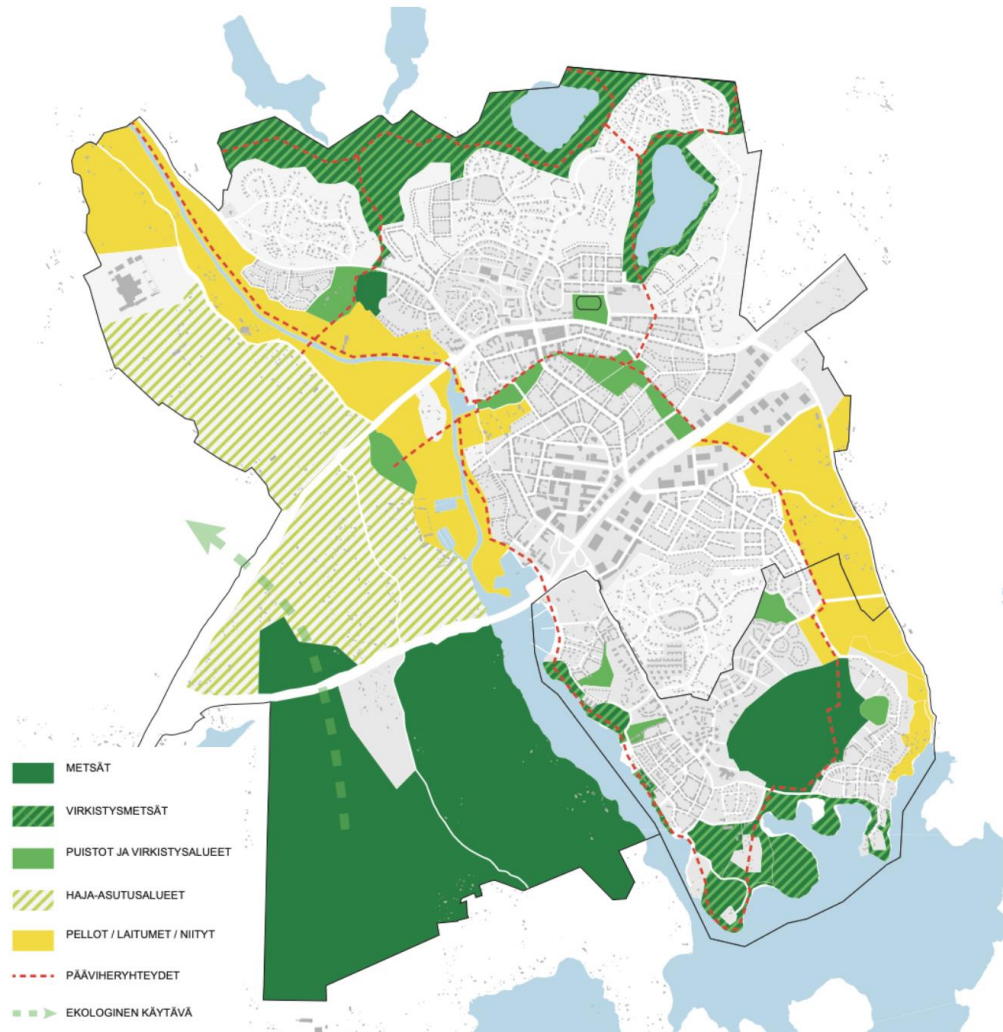 METSÄT
VIRKISTYSMETSÄT
PUISTOT JA VIRKISTYSALUEET
HAJA-ASUTUSALUEET
PELLOT / LAITUMET / NIITYT
PÄÄVIHERYHTEYDET
EKOLOGINEN KÄYTÄVÄ